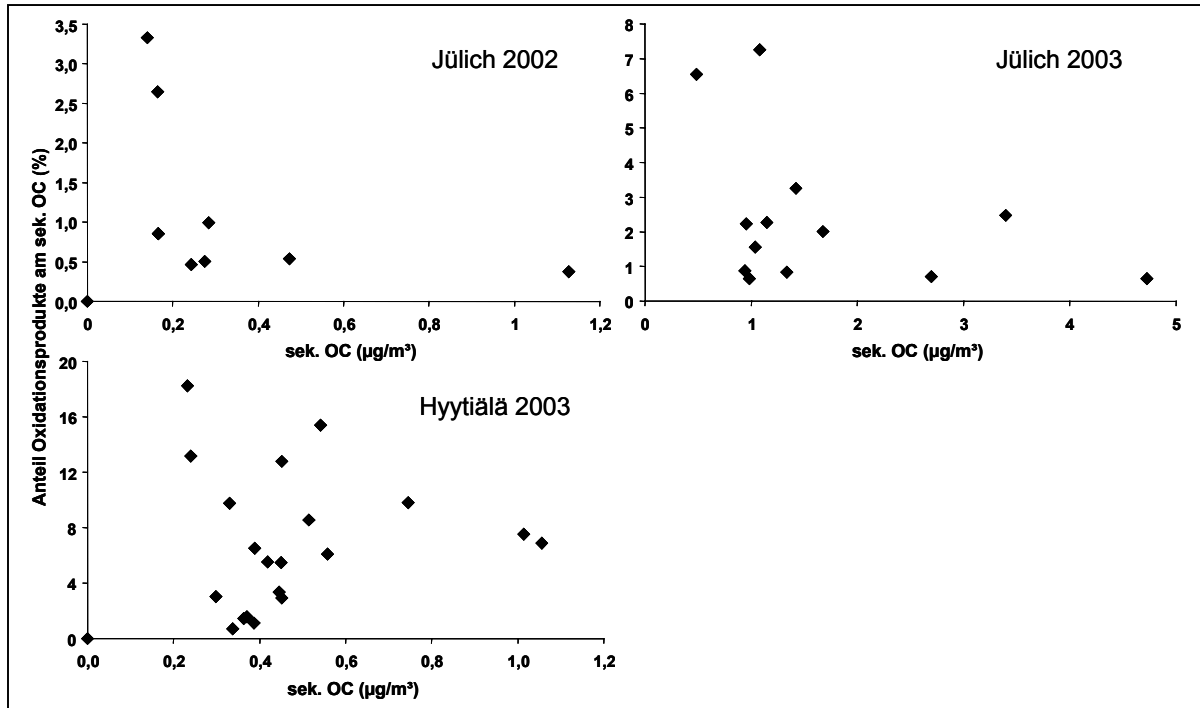 Anteil Oxidationsprodukte am sek. OC (%)
Jülich 2002
3,5
3,0
2,5
2,0
1,5
1,0
0,5
0,0
0 0,2 0,4 0,6 0,8 1 1,2
sek. OC (µg/m³)
Jülich 2003
8
7
6
5
4
3
2
1
0
0 1 2 3 4 5
sek. OC (µg/m³)
Hyytiälä 2003
20
16
12
8
4
0
0,0 0,2 0,4 0,6 0,8 1,0 1,2
sek. OC (µg/m³)